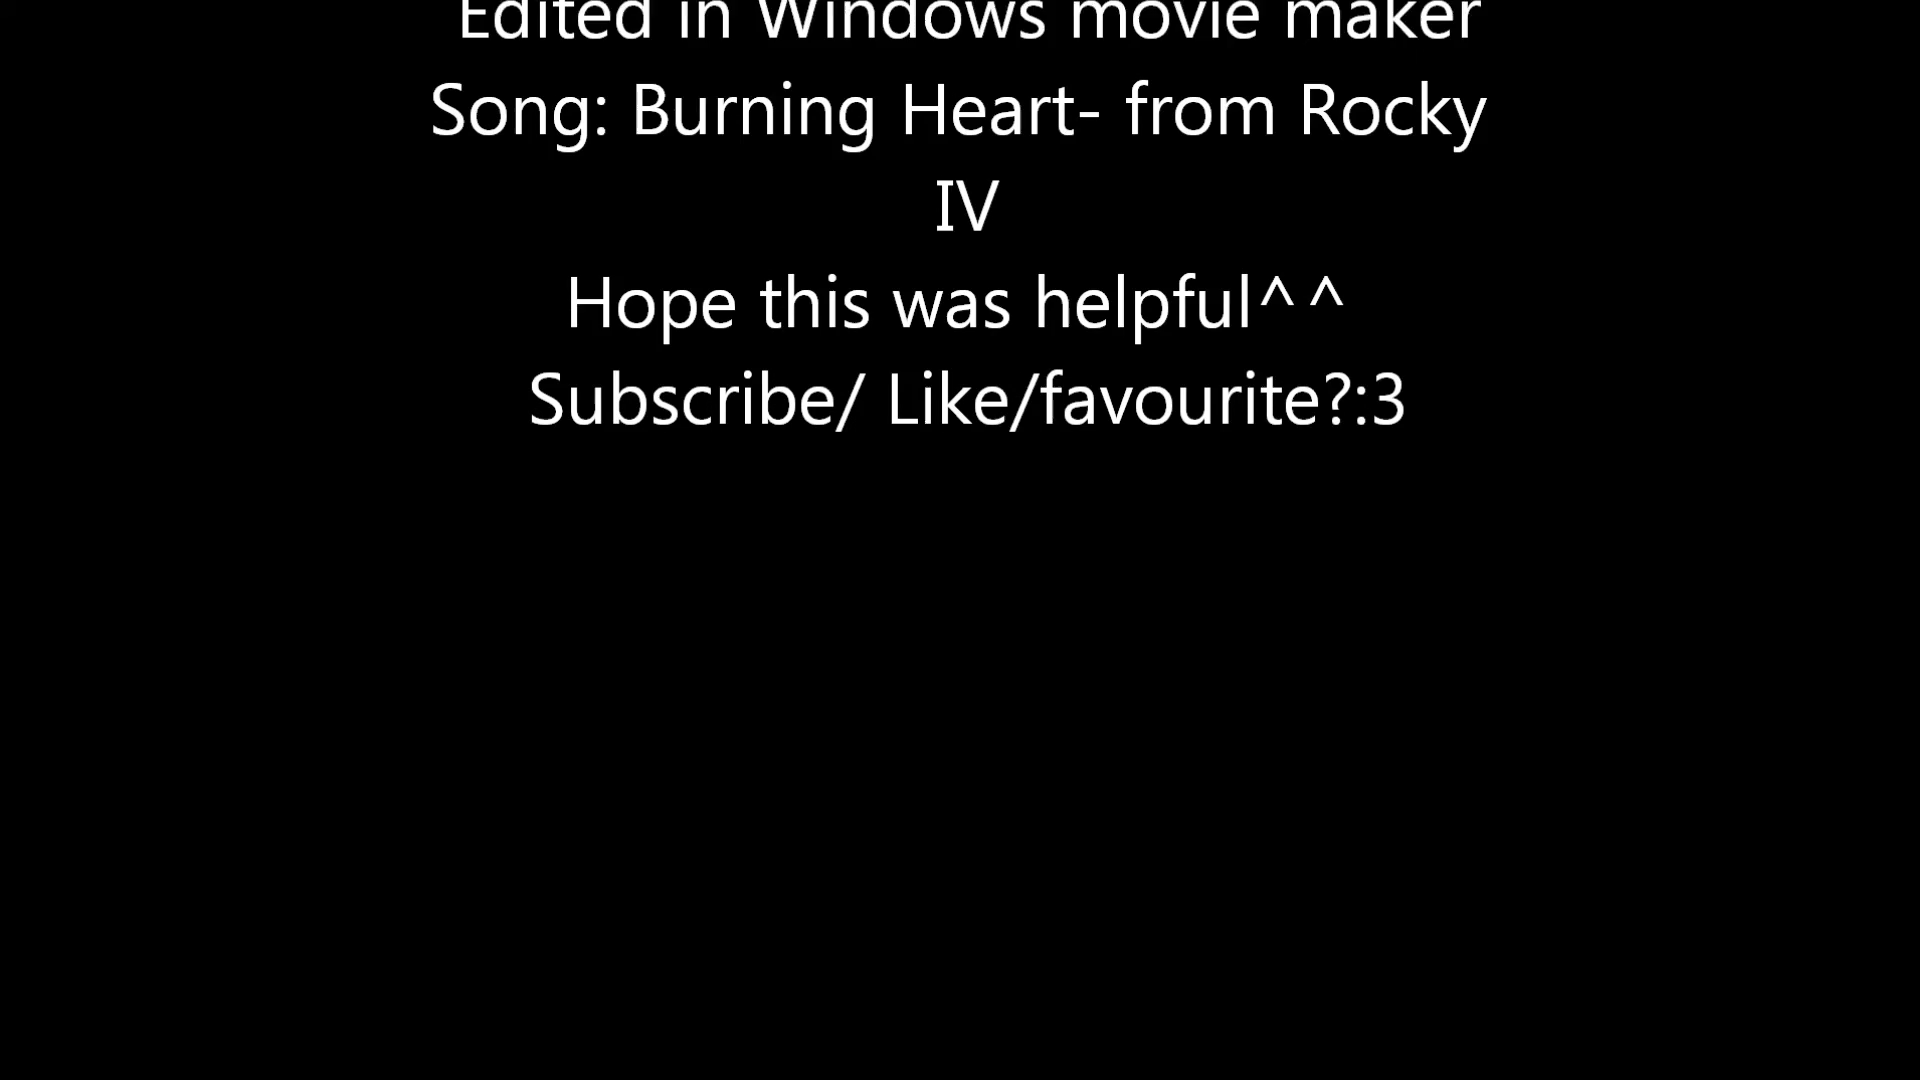 Edited in Windows movie maker
Song: Burning Heart- from Rocky
IV
Hope this was helpful^^
Subscribe/ Like/favourite?:3